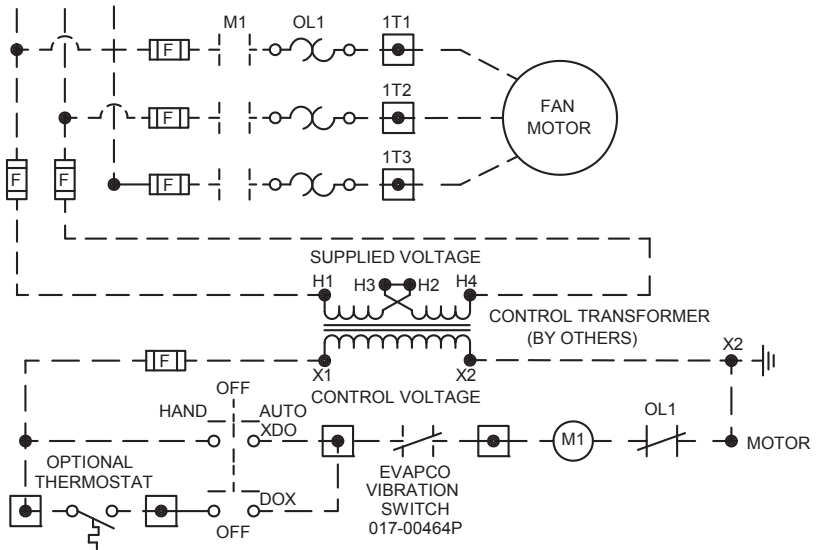 M1
OL1
1T1
F
1T2
F
FAN
MOTOR
1T3
F
F
F
SUPPLIED VOLTAGE
H1
H3
H2
H4
CONTROL TRANSFORMER
(BY OTHERS)
F
X1
X2
X2
CONTROL VOLTAGE
OFF
HAND
AUTO
XDO
OL1
M1
MOTOR
OPTIONAL
THERMOSTAT
EVAPCO
VIBRATION
SWITCH
017-00464P
DOX
OFF